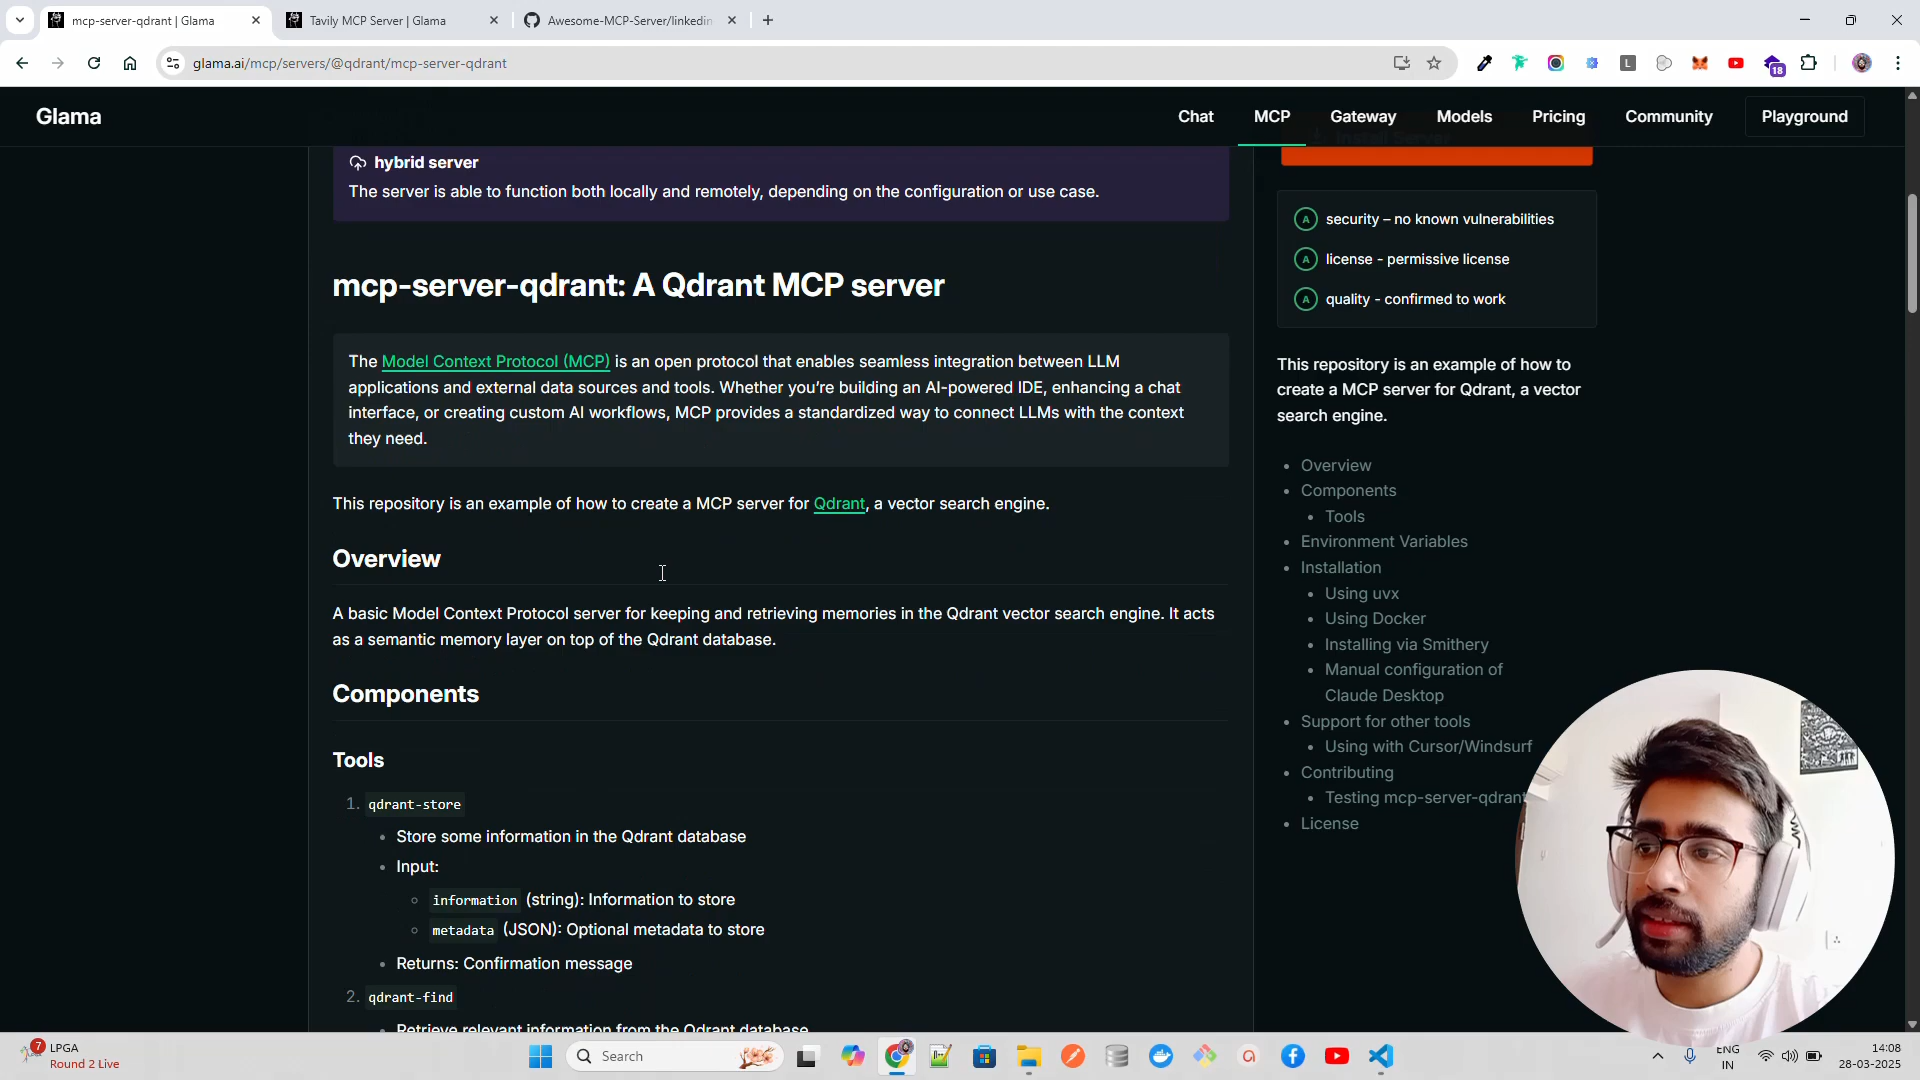 mcp-server-qdrant | Glama
Tavily MCP Server | Glama
Awesome-MCP-Server/linkedin
glama.ai/mcp/servers/@qdrant/mcp-server-qdrant
18
Glama
Chat
MCP
Gateway
Models
Pricing
Community
Playground
Install Server
hybrid server
The server is able to function both locally and remotely, depending on the configuration or use case.
mcp-server-qdrant: A Qdrant MCP server
The Model Context Protocol (MCP) is an open protocol that enables seamless integration between LLM
applications and external data sources and tools. Whether you’re building an AI-powered IDE, enhancing a chat
interface, or creating custom AI workflows, MCP provides a standardized way to connect LLMs with the context
they need.
This repository is an example of how to create a MCP server for Qdrant, a vector search engine.
Overview
A basic Model Context Protocol server for keeping and retrieving memories in the Qdrant vector search engine. It acts
as a semantic memory layer on top of the Qdrant database.
Components
Tools
1. qdrant-store
Store some information in the Qdrant database
Input:
information (string): Information to store
metadata (JSON): Optional metadata to store
Returns: Confirmation message
2. qdrant-find
Retrieve relevant information from the Qdrant database
A security – no known vulnerabilities
A license - permissive license
A quality - confirmed to work
This repository is an example of how to
create a MCP server for Qdrant, a vector
search engine.
Overview
Components
Tools
Environment Variables
Installation
Using uvx
Using Docker
Installing via Smithery
Manual configuration of
Claude Desktop
Support for other tools
Using with Cursor/Windsurf
Contributing
Testing mcp-server-qdrant
License
7
LPGA
Round 2 Live
Search
ENG
IN
14:08
28-03-2025